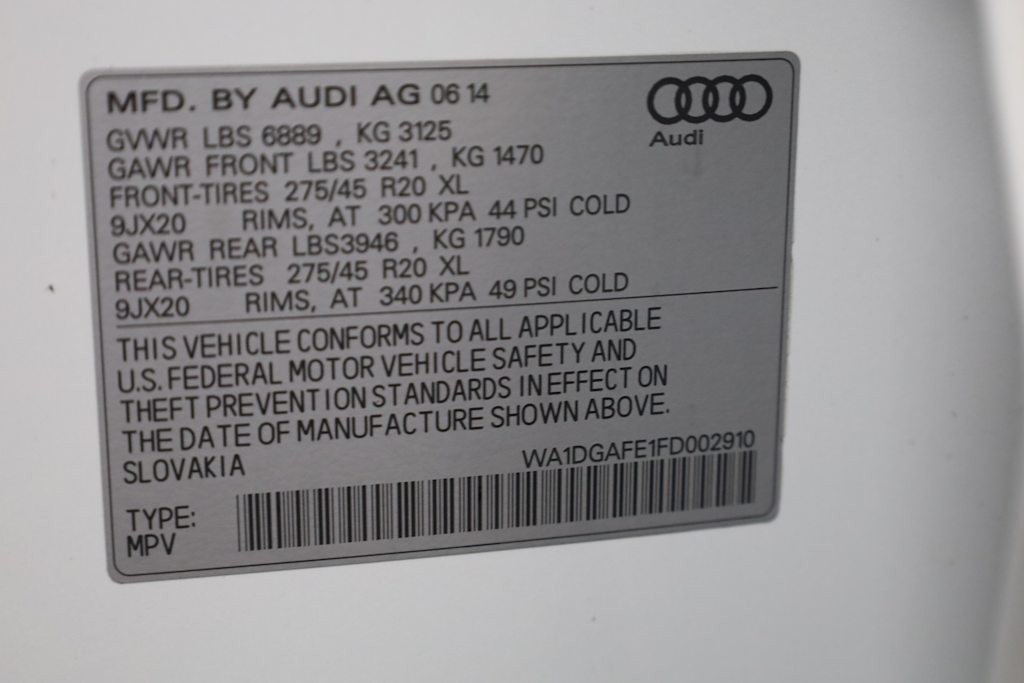 MFD. BY AUDI AG 06 14
Audi
GVWR LBS 6889 , KG 3125
GAWR FRONT LBS 3241 , KG 1470
FRONT-TIRES 275/45 R20 XL
9JX20 RIMS, AT 300 KPA 44 PSI COLD
GAWR REAR LBS3946 , KG 1790
REAR-TIRES 275/45 R20 XL
9JX20 RIMS, AT 340 KPA 49 PSI COLD
THIS VEHICLE CONFORMS TO ALL APPLICABLE
U.S. FEDERAL MOTOR VEHICLE SAFETY AND
THEFT PREVENTION STANDARDS IN EFFECT ON
THE DATE OF MANUFACTURE SHOWN ABOVE.
SLOVAKIA WA1DGAFE1FD002910
TYPE:
MPV